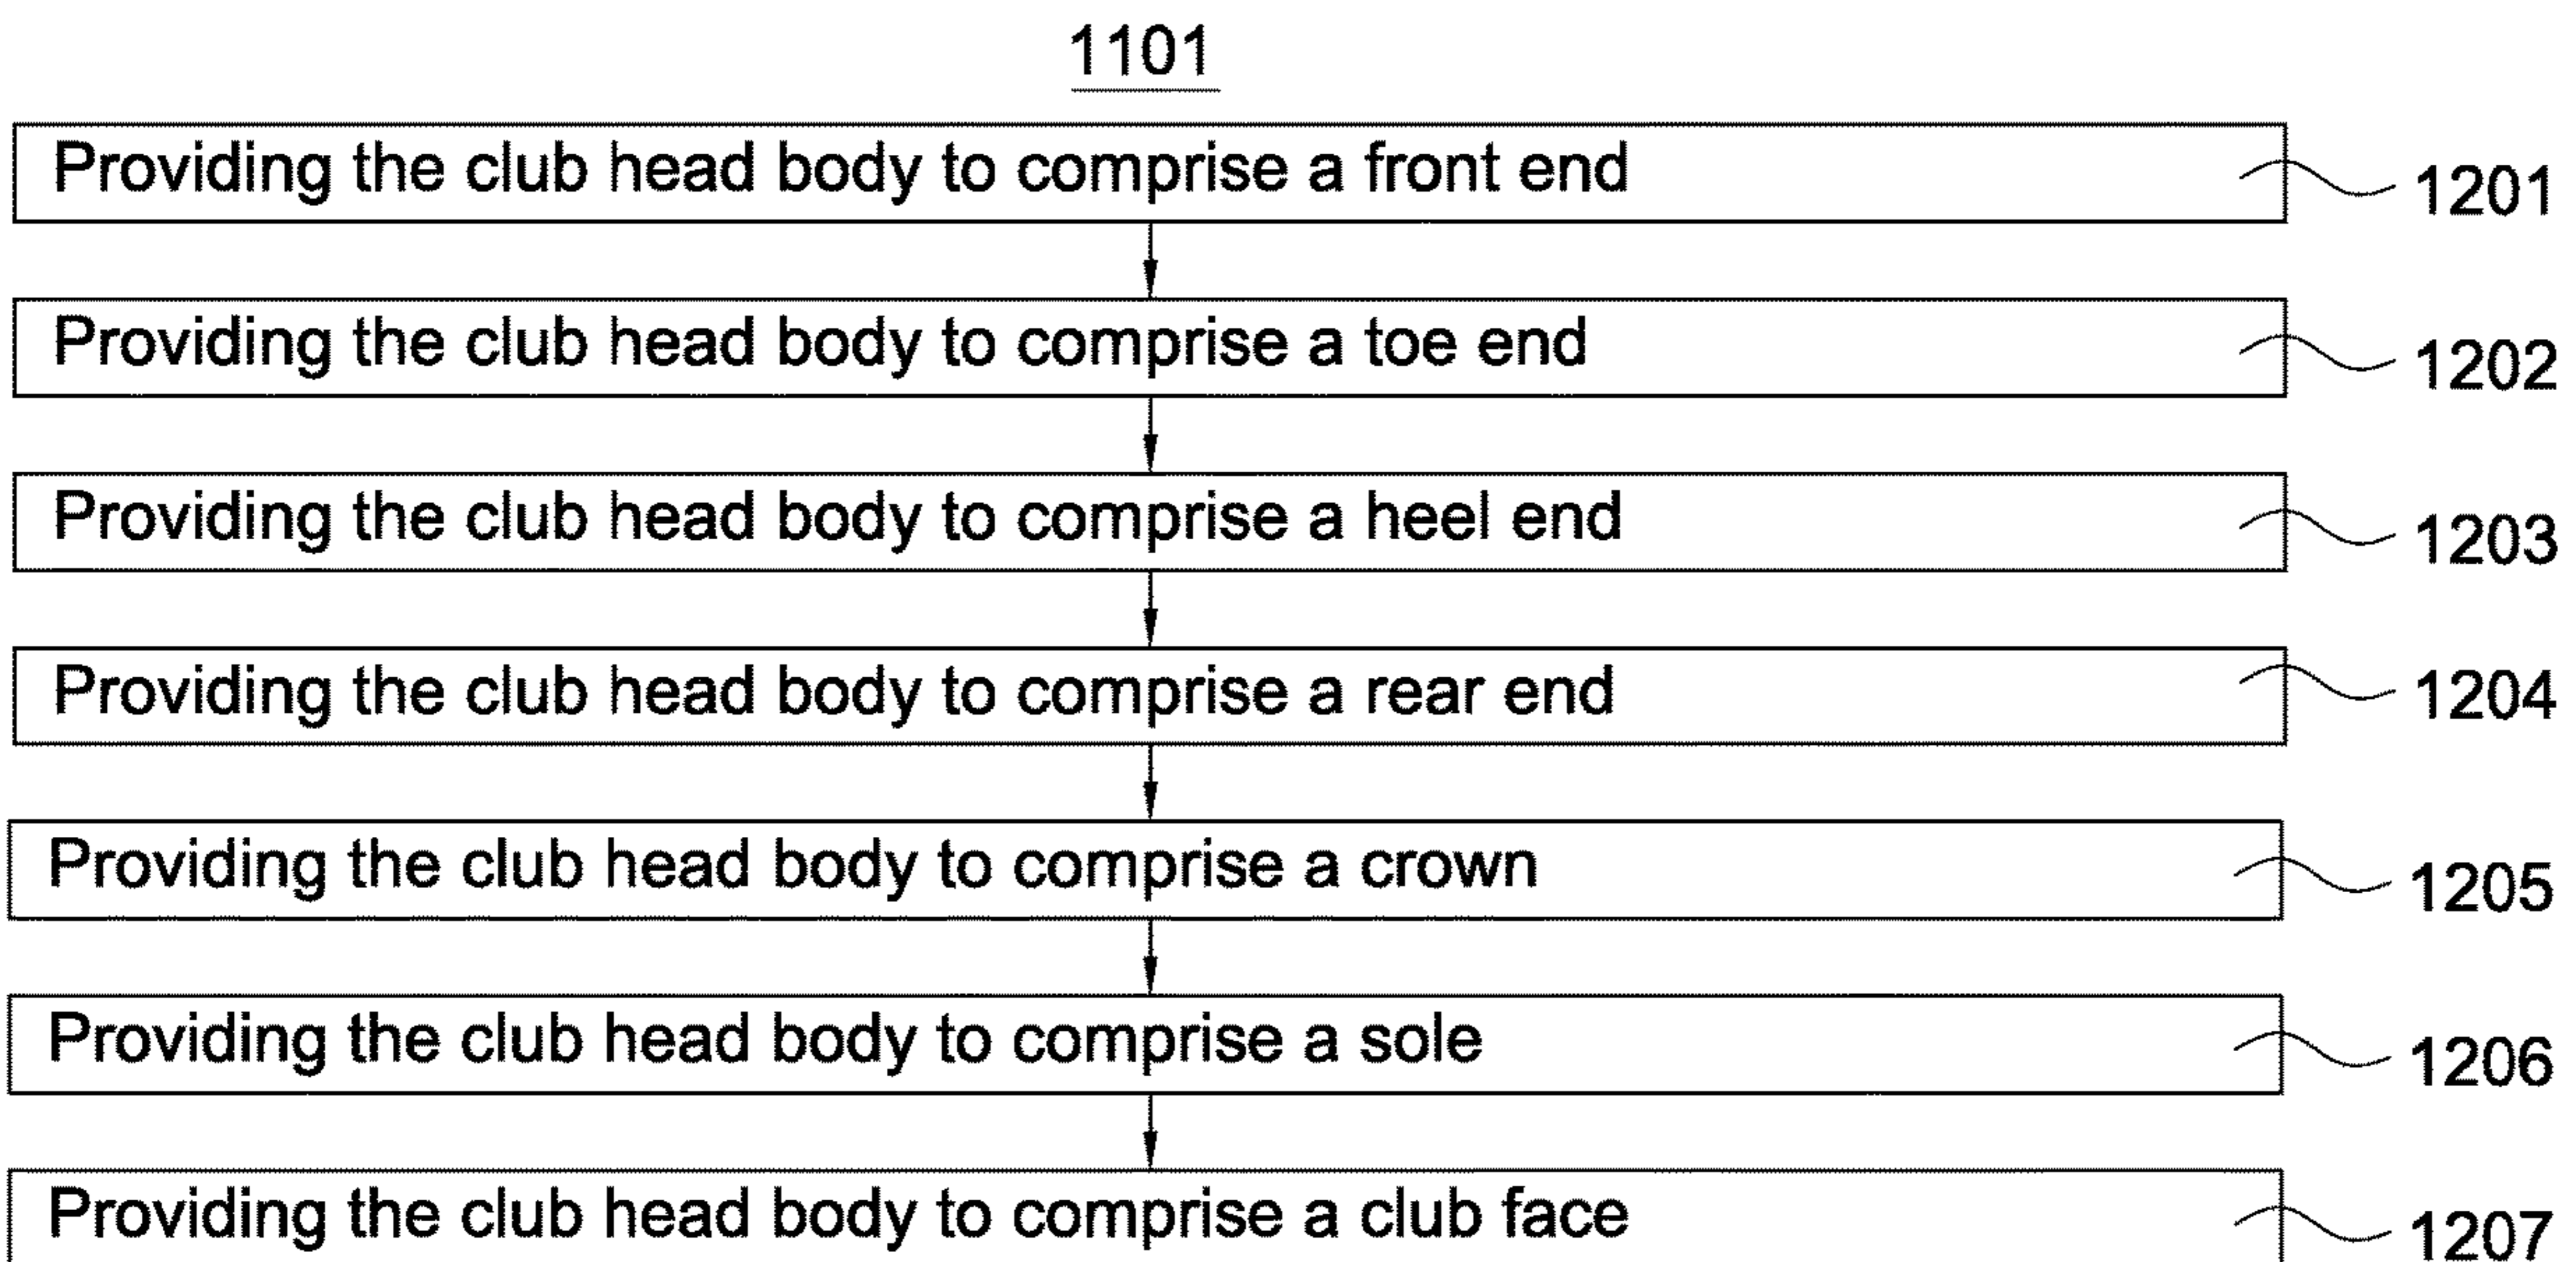 1101
Providing the club head body to comprise a front end 1201
Providing the club head body to comprise a toe end 1202
Providing the club head body to comprise a heel end 1203
Providing the club head body to comprise a rear end 1204
Providing the club head body to comprise a crown 1205
Providing the club head body to comprise a sole 1206
Providing the club head body to comprise a club face 1207